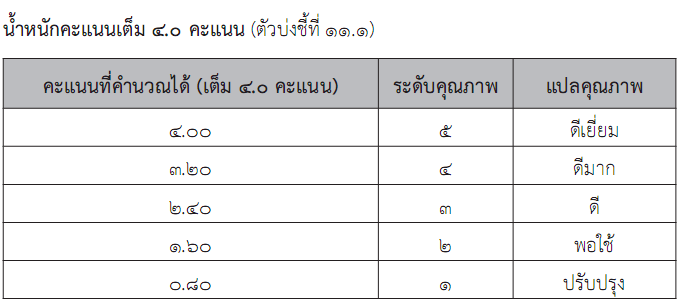 น้ำหนักคะแนนเต็ม ๔.๐ คะแนน (ตัวบ่งชี้ที่ ๑๑.๑)
คะแนนที่คำนวณได้ (เต็ม ๔.๐ คะแนน) ระดับคุณภาพ แปลคุณภาพ
๔.๐๐ ๕ ดีเยี่ยม
๓.๒๐ ๔ ดีมาก
๒.๔๐ ๓ ดี
๑.๖๐ ๒ พอใช้
๐.๘๐ ๑ ปรับปรุง